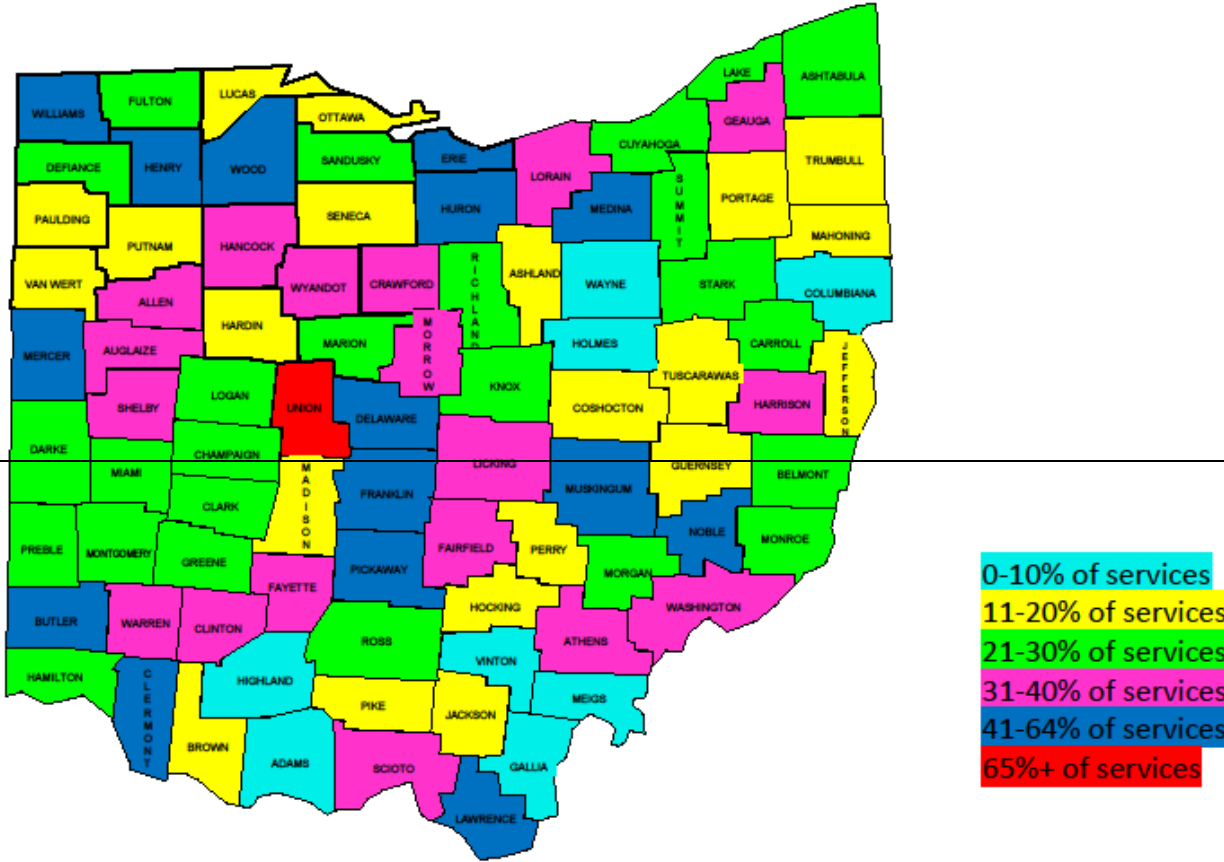 LAKE
ASHTABULA
LUCAS
FULTON
WILLIAMS
OTTAWA
GEAUGA
CUYAHOGA
ERIE
SANDUSKY
TRUMBULL
DEFIANCE
HENRY
WOOD
LORAIN
SUMMIT
PORTAGE
HURON
MEDINA
PAULDING
SENECA
PUTNAM
HANCOCK
MAHONING
RICHLAND
ASHLAND
VAN WERT
WYANDOT
CRAWFORD
WAYNE
STARK
COLUMBIANA
ALLEN
HARDIN
MARION
MORROW
HOLMES
CARROLL
JEFFERSON
MERCER
AUGLAIZE
TUSCARAWAS
LOGAN
KNOX
SHELBY
UNION
DELAWARE
COSHOCTON
HARRISON
DARKE
CHAMPAIGN
MIAMI
MADISON
LICKING
GUERNSEY
BELMONT
FRANKLIN
MUSKINGUM
CLARK
PREBLE
MONTGOMERY
GREENE
FAIRFIELD
PERRY
NOBLE
MONROE
PICKAWAY
MORGAN
FAYETTE
HOCKING
WASHINGTON
BUTLER
WARREN
CLINTON
ROSS
ATHENS
VINTON
HAMILTON
CLERMONT
HIGHLAND
MEIGS
PIKE
JACKSON
BROWN
ADAMS
SCIOTO
GALLIA
LAWRENCE
0-10% of services
11-20% of services
21-30% of services
31-40% of services
41-64% of services
65%+ of services